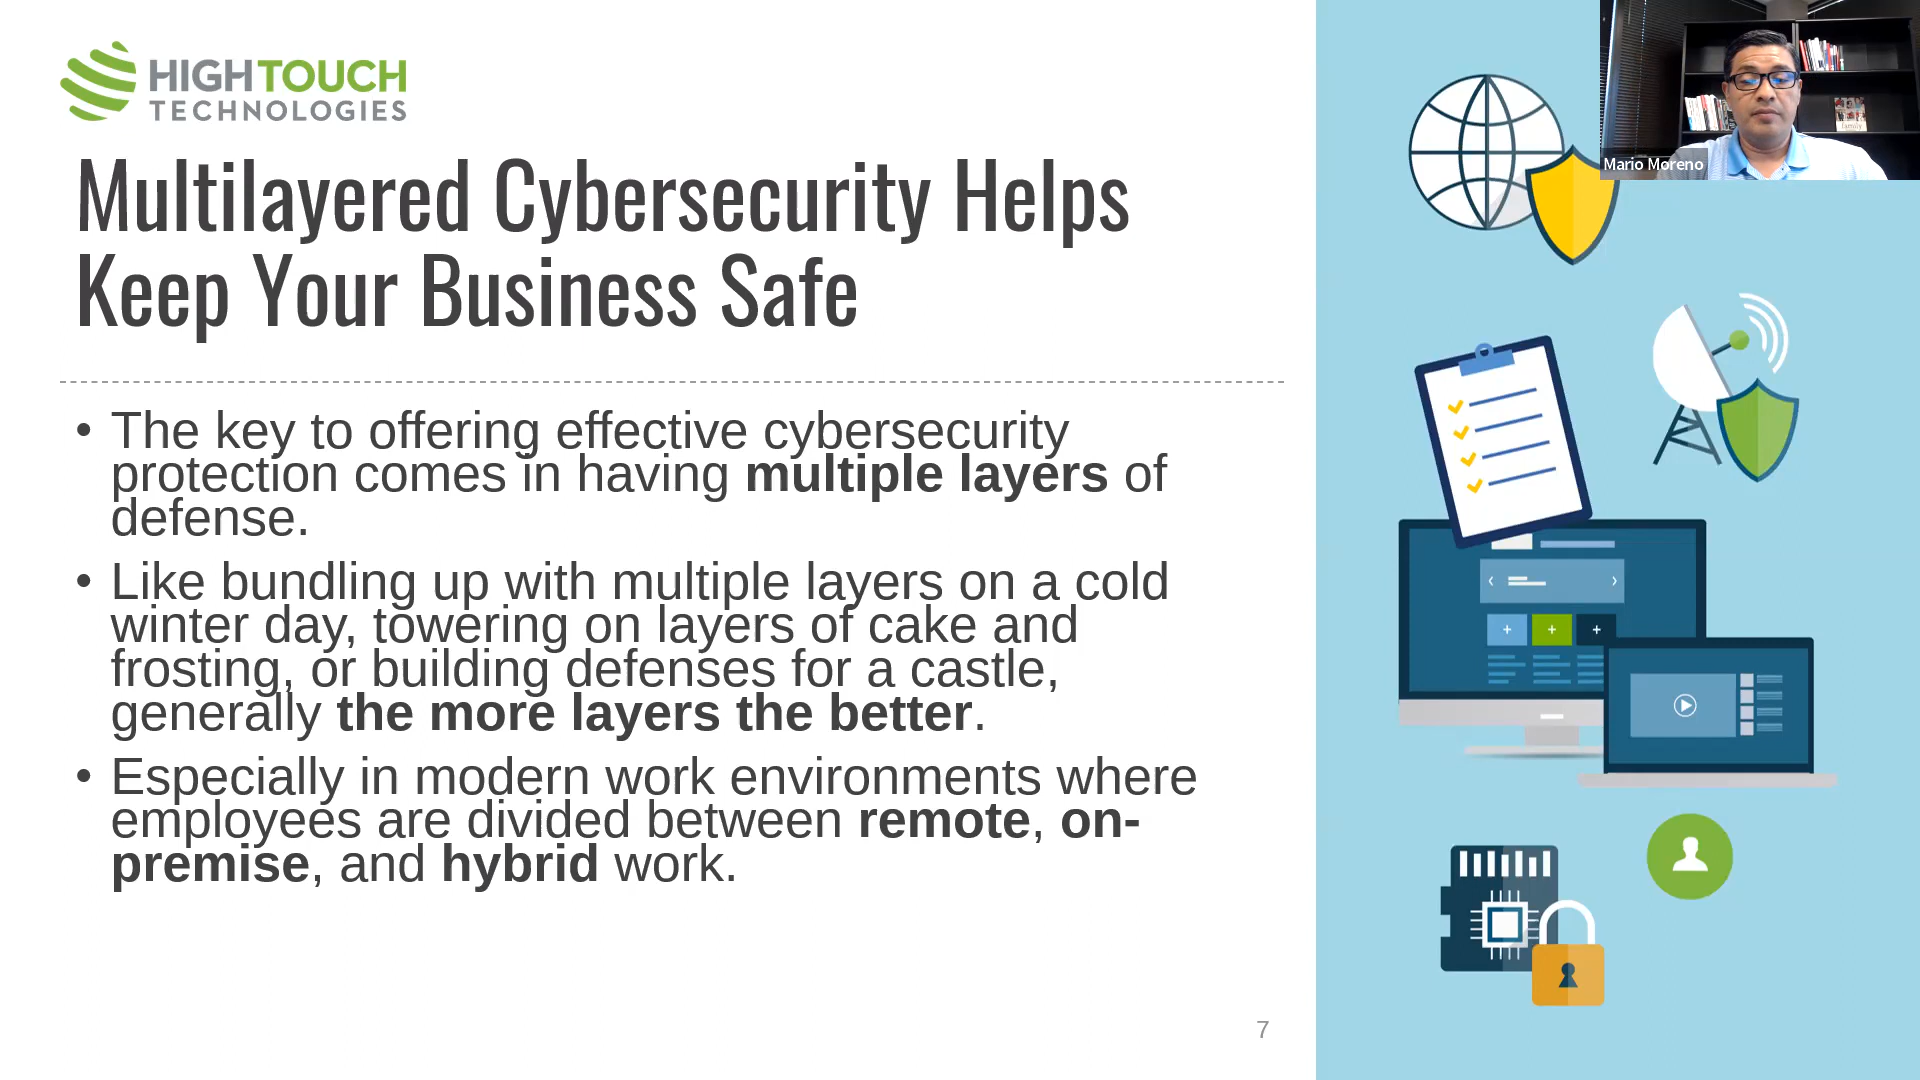 HIGHTOUCH
TECHNOLOGIES
Multilayered Cybersecurity Helps
Keep Your Business Safe
• The key to offering effective cybersecurity
protection comes in having multiple layers of
defense.
• Like bundling up with multiple layers on a cold
winter day, towering on layers of cake and
frosting, or building defenses for a castle,
generally the more layers the better.
• Especially in modern work environments where
employees are divided between remote, on-
premise, and hybrid work.
7
Mario Moreno
family